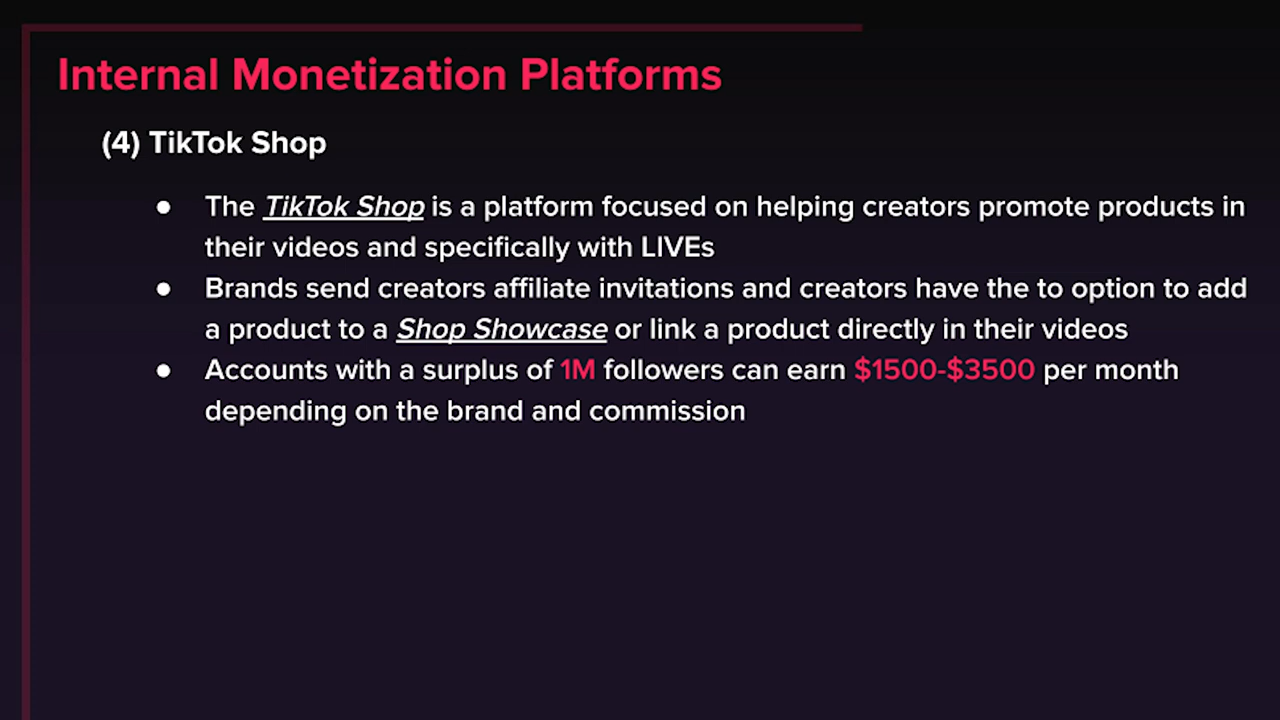 Internal Monetization Platforms
(4) TikTok Shop
● The TikTok Shop is a platform focused on helping creators promote products in
their videos and specifically with LIVEs
● Brands send creators affiliate invitations and creators have the to option to add
a product to a Shop Showcase or link a product directly in their videos
● Accounts with a surplus of 1M followers can earn $1500-$3500 per month
depending on the brand and commission